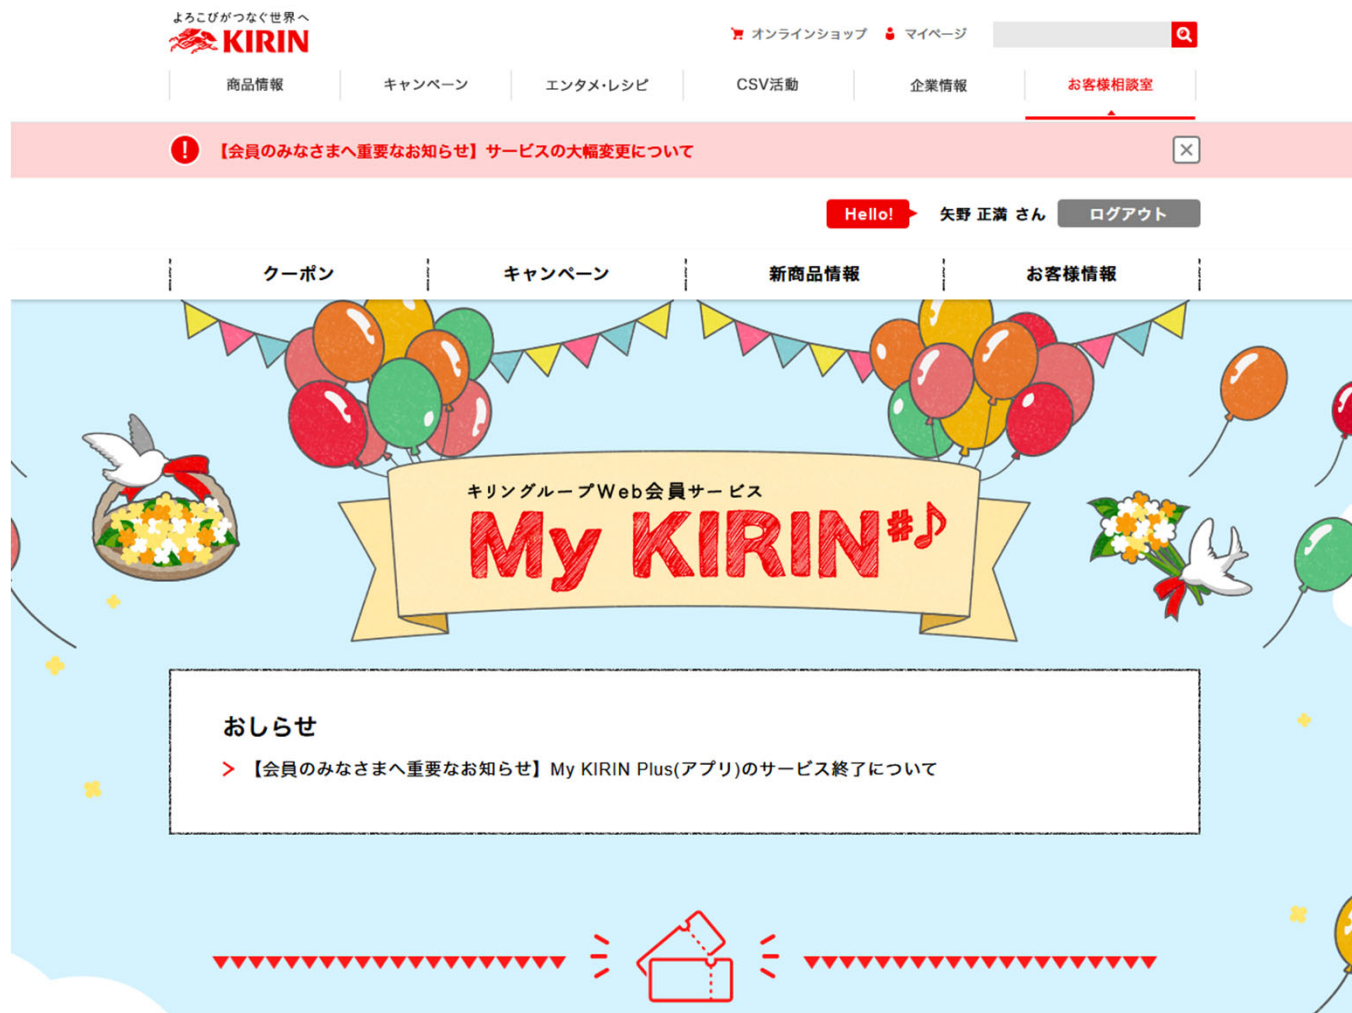 よろこびがつなぐ世界へ
KIRIN
オンラインショップ
マイページ
商品情報
キャンペーン
エンタメ・レシピ
CSV活動
企業情報
お客様相談室
【会員のみなさまへ重要なお知らせ】サービスの大幅変更について
Hello!
矢野 正満 さん
ログアウト
クーポン
キャンペーン
新商品情報
お客様情報
キリングループWeb会員サービス
My KIRIN#♪
おしらせ
【会員のみなさまへ重要なお知らせ】My KIRIN Plus(アプリ)のサービス終了について